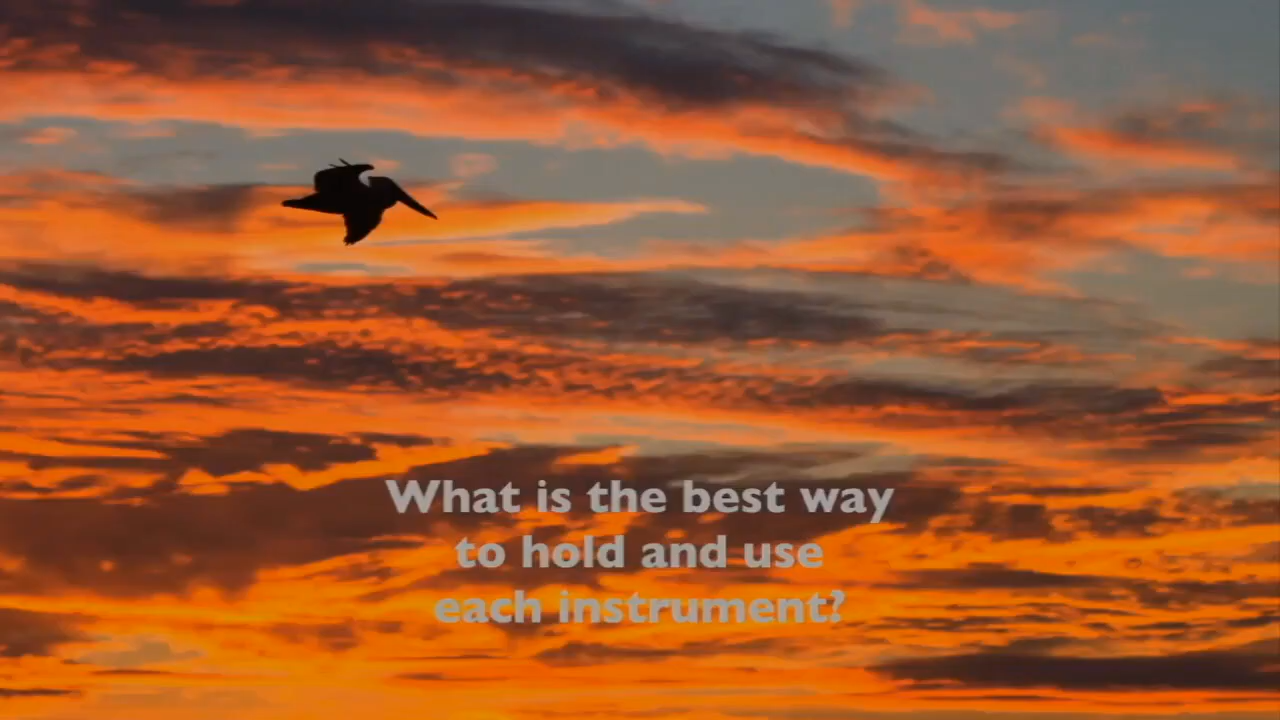 What is the best way
to hold and use
each instrument?